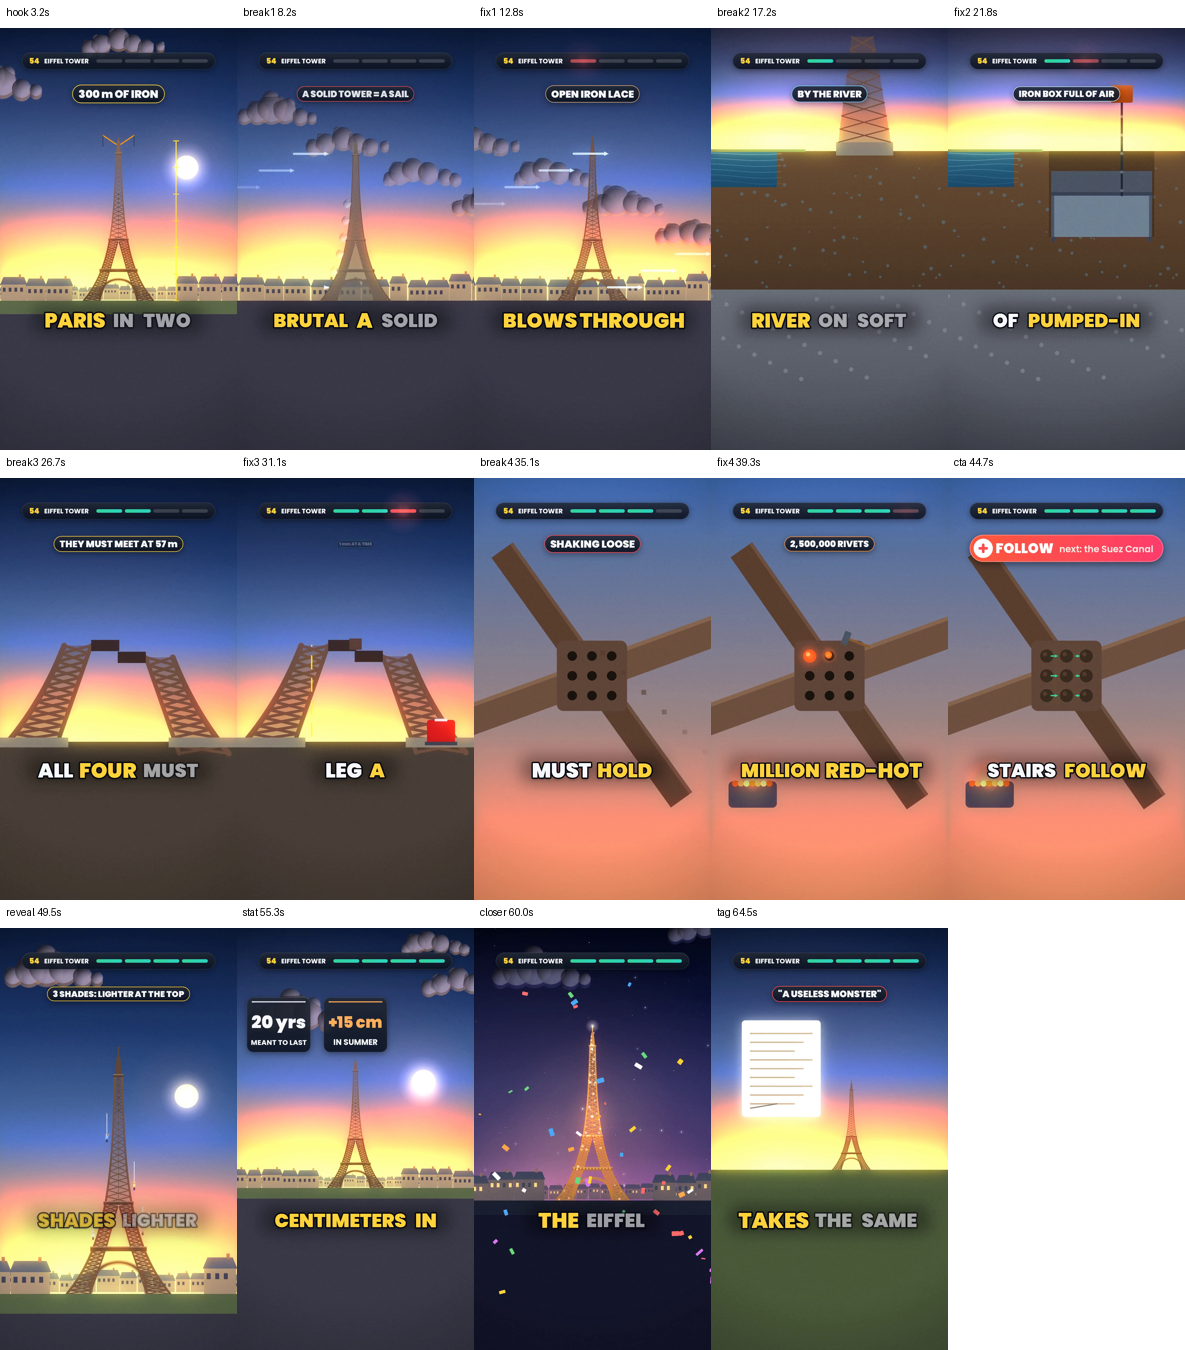 hook 3.2s
54 EIFFEL TOWER
300 m OF IRON
PARIS IN TWO
break1 8.2s
54 EIFFEL TOWER
A SOLID TOWER = A SAIL
BRUTAL A SOLID
fix1 12.8s
54 EIFFEL TOWER
OPEN IRON LACE
BLOWS THROUGH
break2 17.2s
54 EIFFEL TOWER
BY THE RIVER
RIVER ON SOFT
fix2 21.8s
54 EIFFEL TOWER
IRON BOX FULL OF AIR
OF PUMPED-IN
break3 26.7s
54 EIFFEL TOWER
THEY MUST MEET AT 57 m
ALL FOUR MUST
fix3 31.1s
54 EIFFEL TOWER
LEG A
break4 35.1s
54 EIFFEL TOWER
SHAKING LOOSE
MUST HOLD
fix4 39.3s
54 EIFFEL TOWER
2,500,000 RIVETS
MILLION RED-HOT
cta 44.7s
54 EIFFEL TOWER
FOLLOW next: the Suez Canal
STAIRS FOLLOW
reveal 49.5s
54 EIFFEL TOWER
3 SHADES: LIGHTER AT THE TOP
SHADES LIGHTER
stat 55.3s
54 EIFFEL TOWER
20 yrs
MEANT TO LAST
+15 cm
IN SUMMER
CENTIMETERS IN
closer 60.0s
54 EIFFEL TOWER
THE EIFFEL
tag 64.5s
54 EIFFEL TOWER
"A USELESS MONSTER"
TAKES THE SAME